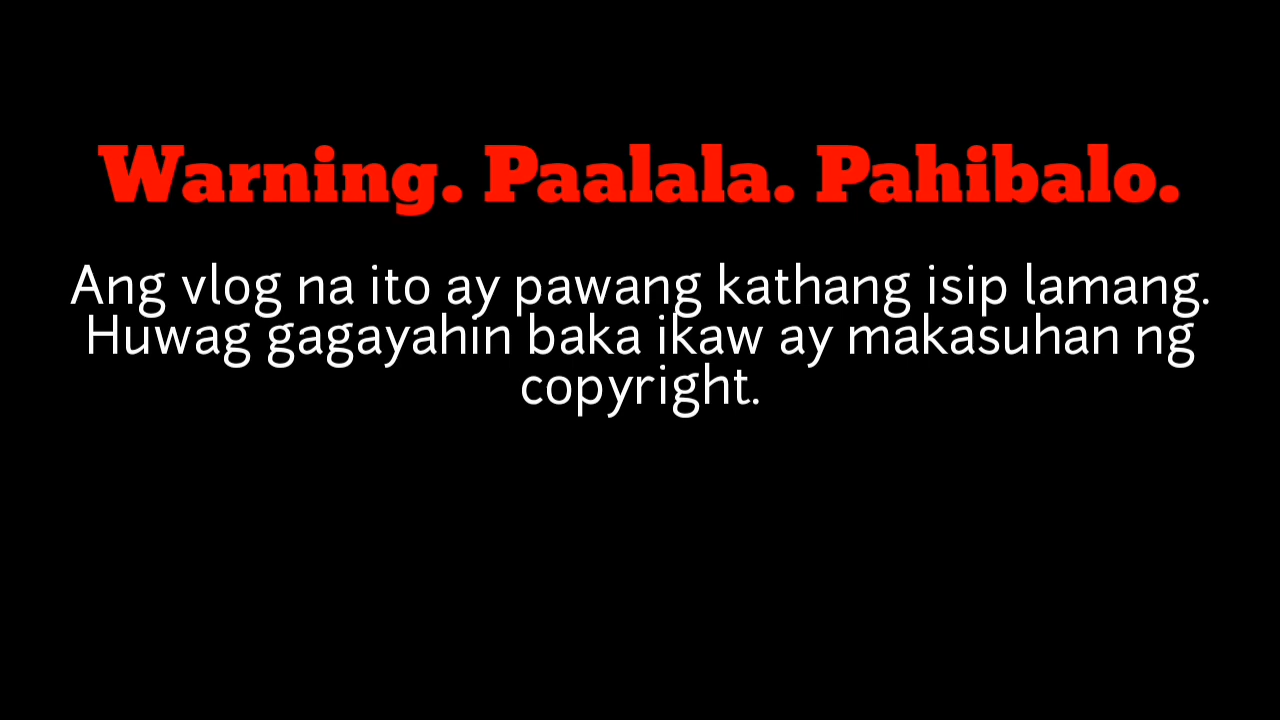 Warning. Paalala. Pahibalo.
Ang vlog na ito ay pawang kathang isip lamang.
Huwag gagayahin baka ikaw ay makasuhan ng
copyright.